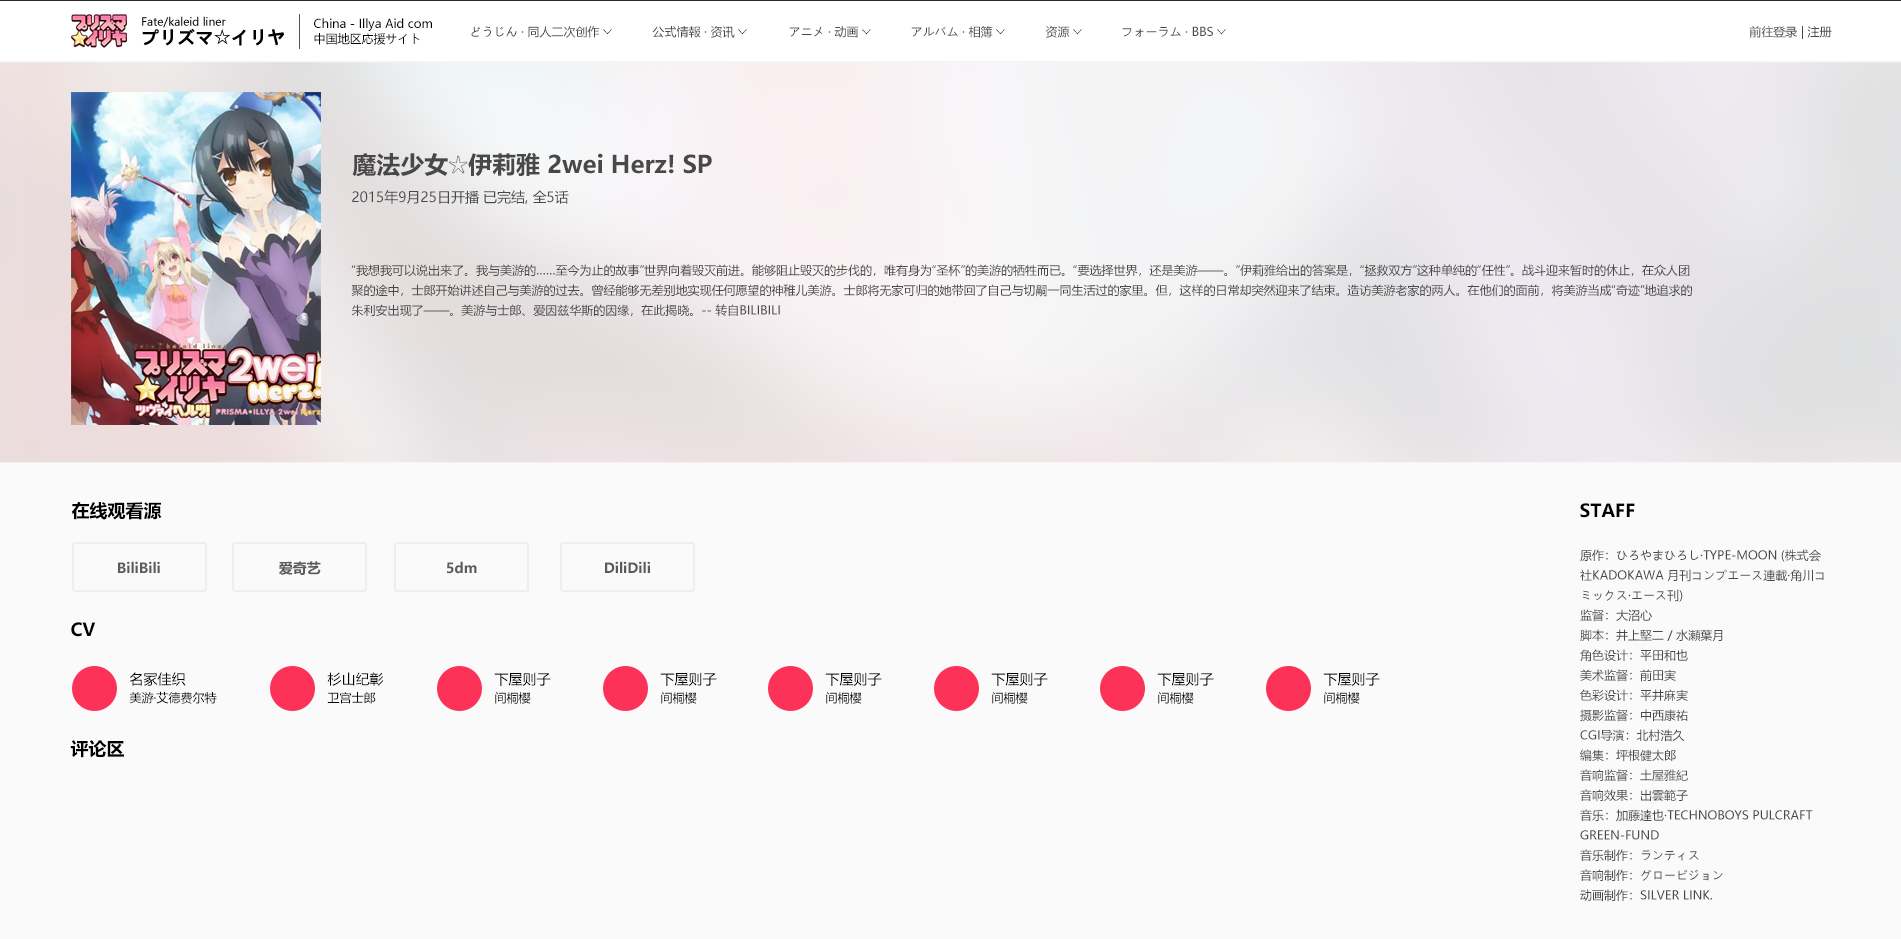 プリズマ
☆イリヤ
Fate/kaleid liner
プリズマ☆イリヤ
China - Illya Aid com
中国地区応援サイト
どうじん · 同人二次创作
公式情報 · 资讯
アニメ · 动画
アルバム · 相簿
资源
フォーラム · BBS
前往登录 | 注册
魔法少女☆伊莉雅 2wei Herz! SP
2015年9月25日开播 已完结, 全5话
“我想我可以说出来了。我与美游的……至今为止的故事”世界向着毁灭前进。能够阻止毁灭的步伐的，唯有身为“圣杯”的美游的牺牲而已。“要选择世界，还是美游——。”伊莉雅给出的答案是，“拯救双方”这种单纯的“任性”。战斗迎来暂时的休止，在众人团
聚的途中，士郎开始讲述自己与美游的过去。曾经能够无差别地实现任何愿望的神稚儿美游。士郎将无家可归的她带回了自己与切嗣一同生活过的家里。但，这样的日常却突然迎来了结束。造访美游老家的两人。在他们的面前，将美游当成“奇迹”地追求的
朱利安出现了——。美游与士郎、爱因兹华斯的因缘，在此揭晓。-- 转自BILIBILI
プリズマ 2wei
☆イリヤ Herz!
ツヴァイ ヘルツ! PRISMA★ILLYA 2wei Herz
在线观看源
BiliBili
爱奇艺
5dm
DiliDili
CV
名家佳织
美游·艾德费尔特
杉山纪彰
卫宫士郎
下屋则子
间桐樱
下屋则子
间桐樱
下屋则子
间桐樱
下屋则子
间桐樱
下屋则子
间桐樱
下屋则子
间桐樱
评论区
STAFF
原作：ひろやまひろし·TYPE-MOON (株式会
社KADOKAWA 月刊コンプエース連載·角川コ
ミックス·エース刊)
监督：大沼心
脚本：井上堅二 / 水瀬葉月
角色设计：平田和也
美术监督：前田実
色彩设计：平井麻実
摄影监督：中西康祐
CGI导演：北村浩久
编集：坪根健太郎
音响监督：土屋雅紀
音响效果：出雲範子
音乐：加藤達也·TECHNOBOYS PULCRAFT
GREEN-FUND
音乐制作：ランティス
音响制作：グロービジョン
动画制作：SILVER LINK.